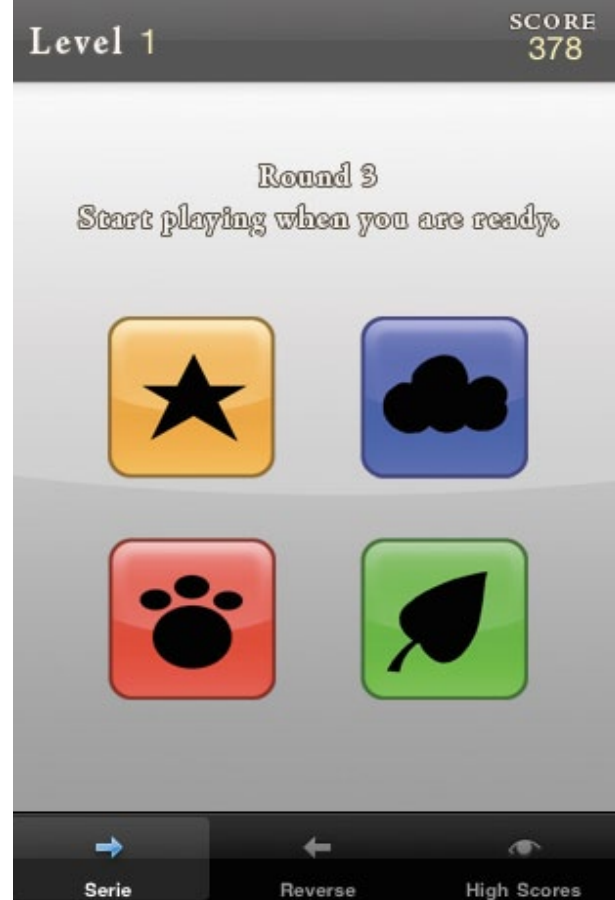 Level 1
SCORE
378
Round 3
Start playing when you are ready.
Serie
Reverse
High Scores